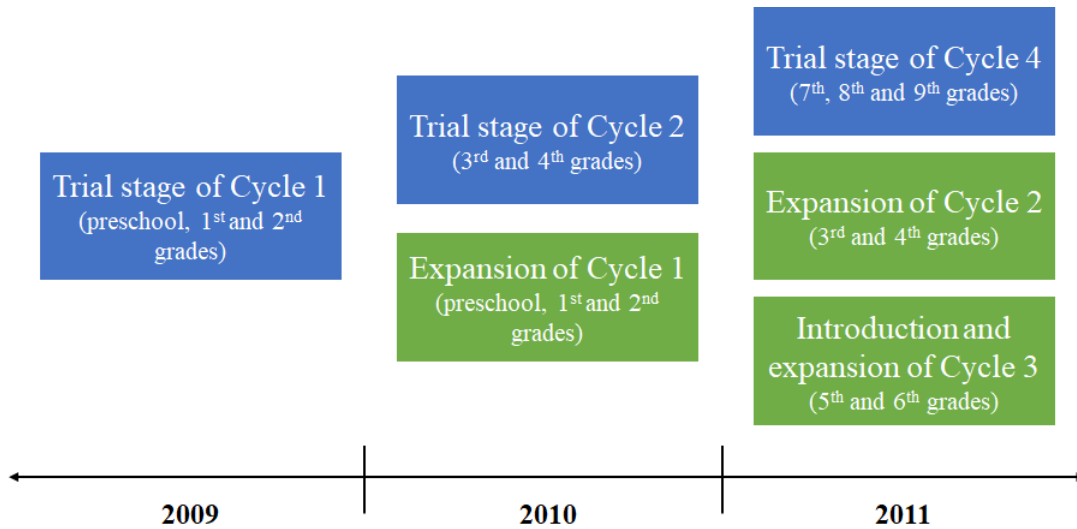 Trial stage of Cycle 1
(preschool, 1st and 2nd
grades)
Trial stage of Cycle 2
(3rd and 4th grades)
Expansion of Cycle 1
(preschool, 1st and 2nd
grades)
Trial stage of Cycle 4
(7th, 8th and 9th grades)
Expansion of Cycle 2
(3rd and 4th grades)
Introduction and
expansion of Cycle 3
(5th and 6th grades)
2009
2010
2011